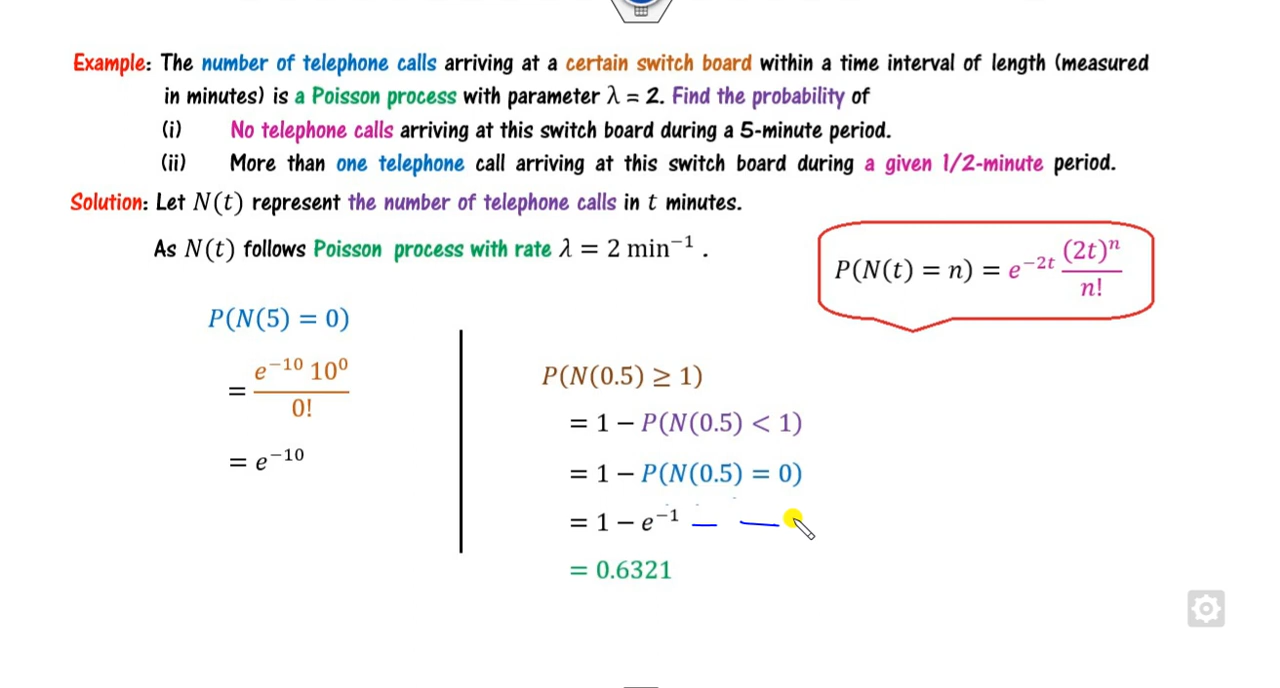 Example: The number of telephone calls arriving at a certain switch board within a time interval of length (measured
in minutes) is a Poisson process with parameter λ = 2. Find the probability of
(i) No telephone calls arriving at this switch board during a 5-minute period.
(ii) More than one telephone call arriving at this switch board during a given 1/2-minute period.
Solution: Let N(t) represent the number of telephone calls in t minutes.
As N(t) follows Poisson process with rate λ = 2 min⁻¹ .
P(N(t) = n) = e^{-2t} (2t)^n / n!
P(N(5) = 0)
= e^{-10} 10^0 / 0!
= e^{-10}
P(N(0.5) ≥ 1)
= 1 − P(N(0.5) < 1)
= 1 − P(N(0.5) = 0)
= 1 − e^{-1}
= 0.6321